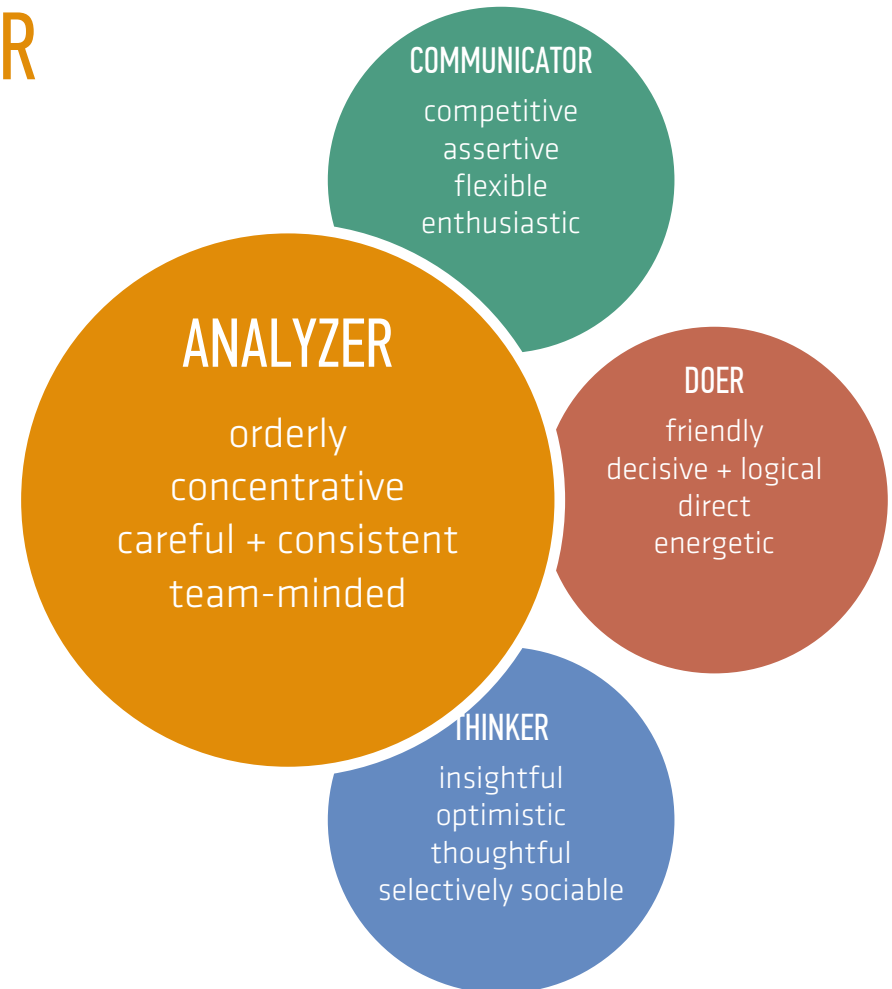 R
COMMUNICATOR
competitive
assertive
flexible
enthusiastic
ANALYZER
orderly
concentrative
careful + consistent
team-minded
DOER
friendly
decisive + logical
direct
energetic
THINKER
insightful
optimistic
thoughtful
selectively sociable